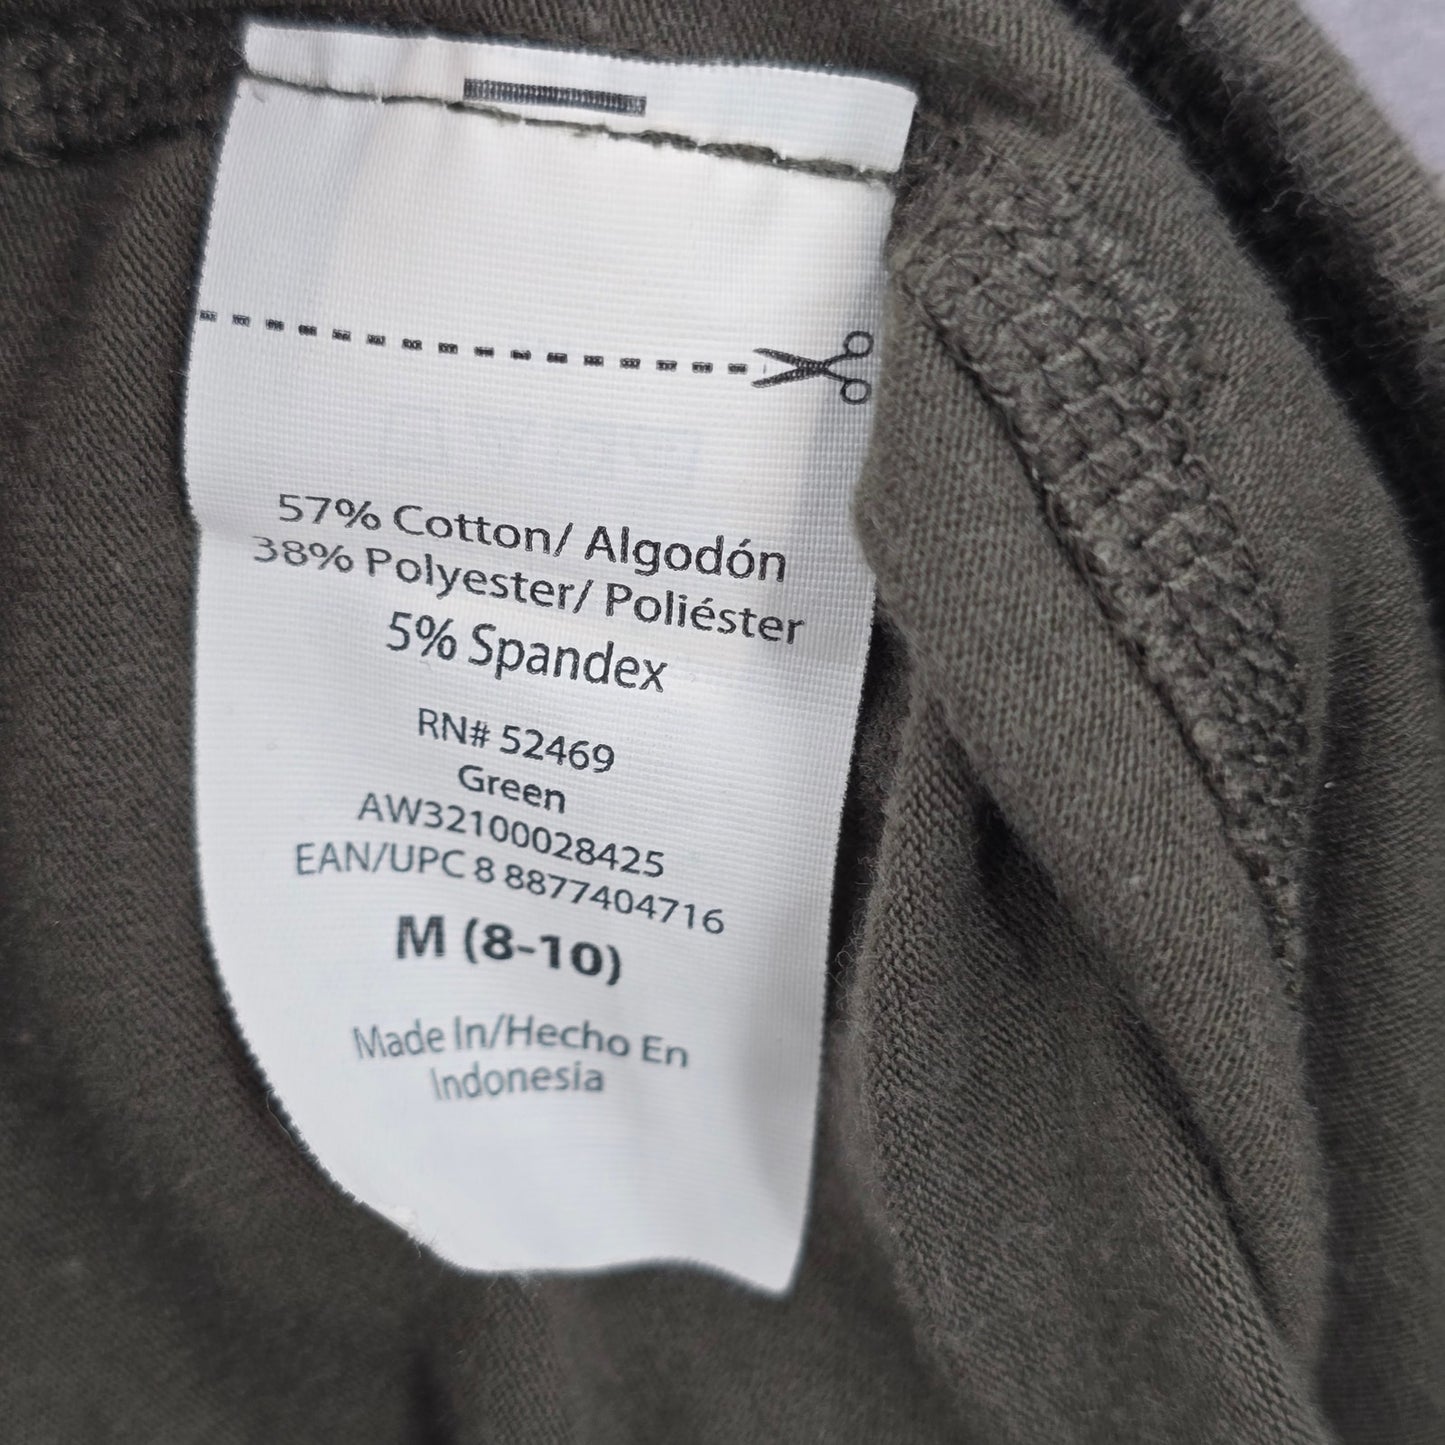 57% Cotton/ Algodón
38% Polyester/ Poliéster
5% Spandex
RN# 52469
Green
AW32100028425
EAN/UPC 8 8877404716
M (8-10)
Made In/Hecho En
Indonesia